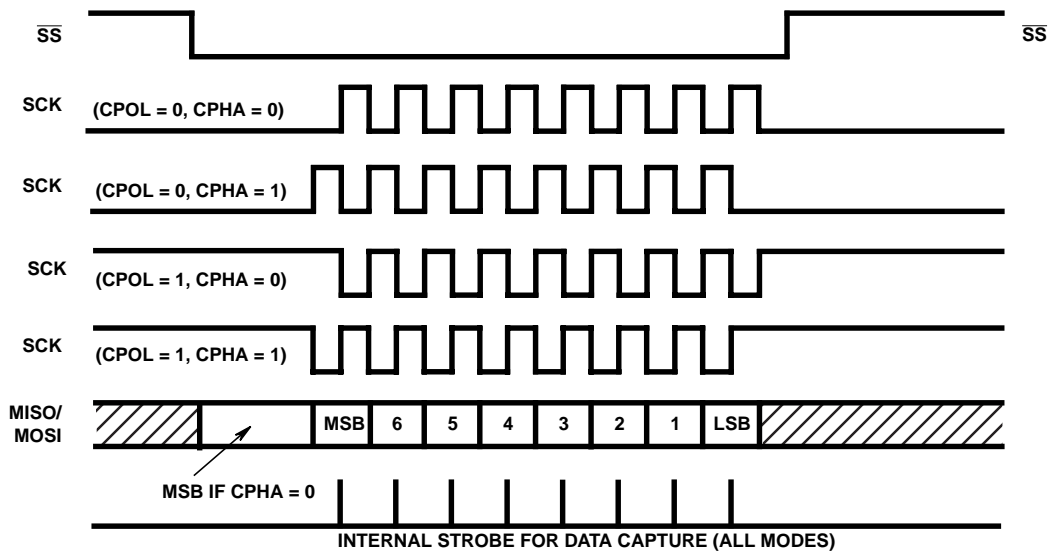 SS SS
SCK (CPOL = 0, CPHA = 0)
SCK (CPOL = 0, CPHA = 1)
SCK (CPOL = 1, CPHA = 0)
SCK (CPOL = 1, CPHA = 1)
MISO/
MOSI
MSB 6 5 4 3 2 1 LSB
MSB IF CPHA = 0
INTERNAL STROBE FOR DATA CAPTURE (ALL MODES)